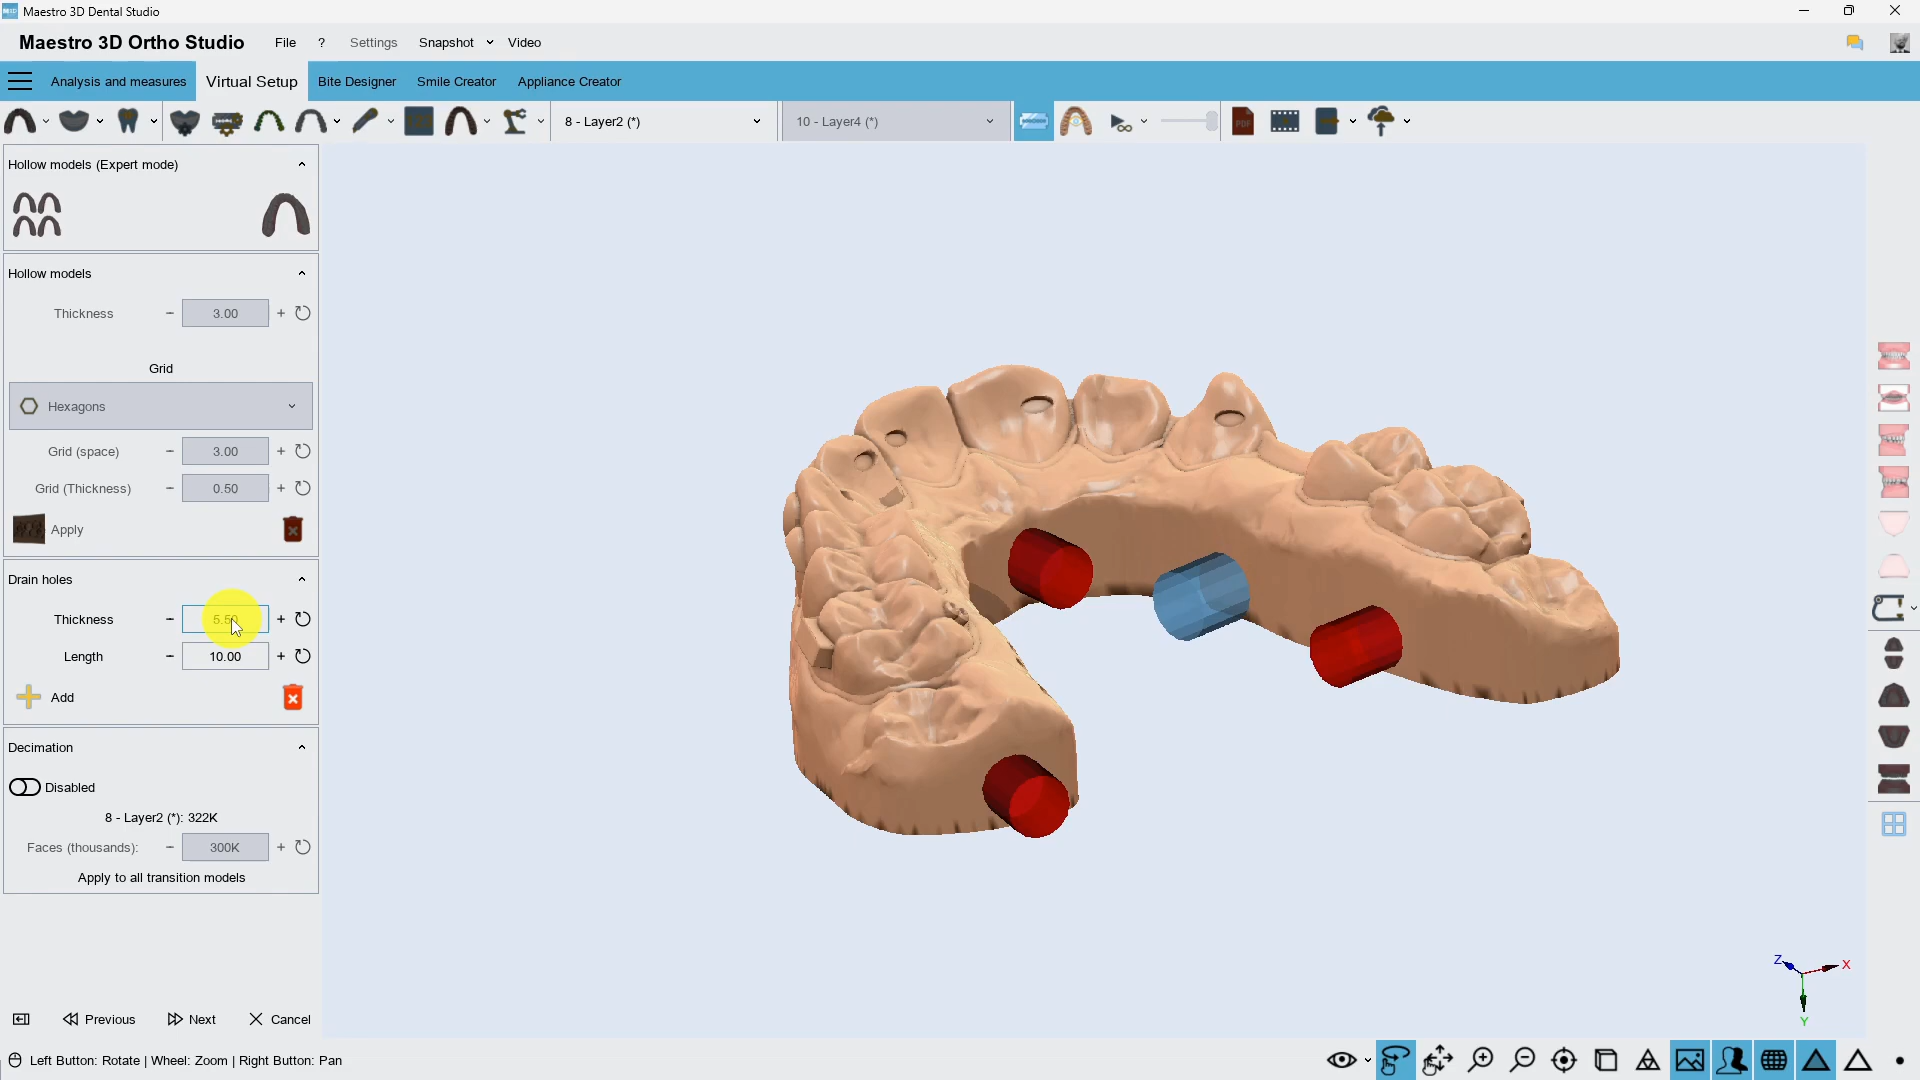 Maestro 3D Dental Studio
Maestro 3D Ortho Studio File ? Settings Snapshot Video
Analysis and measures Virtual Setup Bite Designer Smile Creator Appliance Creator
8 - Layer2 (*) 10 - Layer4 (*) PDF
Hollow models (Expert mode)
Hollow models
Thickness - 3.00 +
Grid
Hexagons
Grid (space) - 3.00 +
Grid (Thickness) - 0.50 +
Apply
Drain holes
Thickness - 5.50 +
Length - 10.00 +
Add
Decimation
Disabled
8 - Layer2 (*): 322K
Faces (thousands): - 300K +
Apply to all transition models
Z X
Y
Previous Next Cancel
Left Button: Rotate | Wheel: Zoom | Right Button: Pan